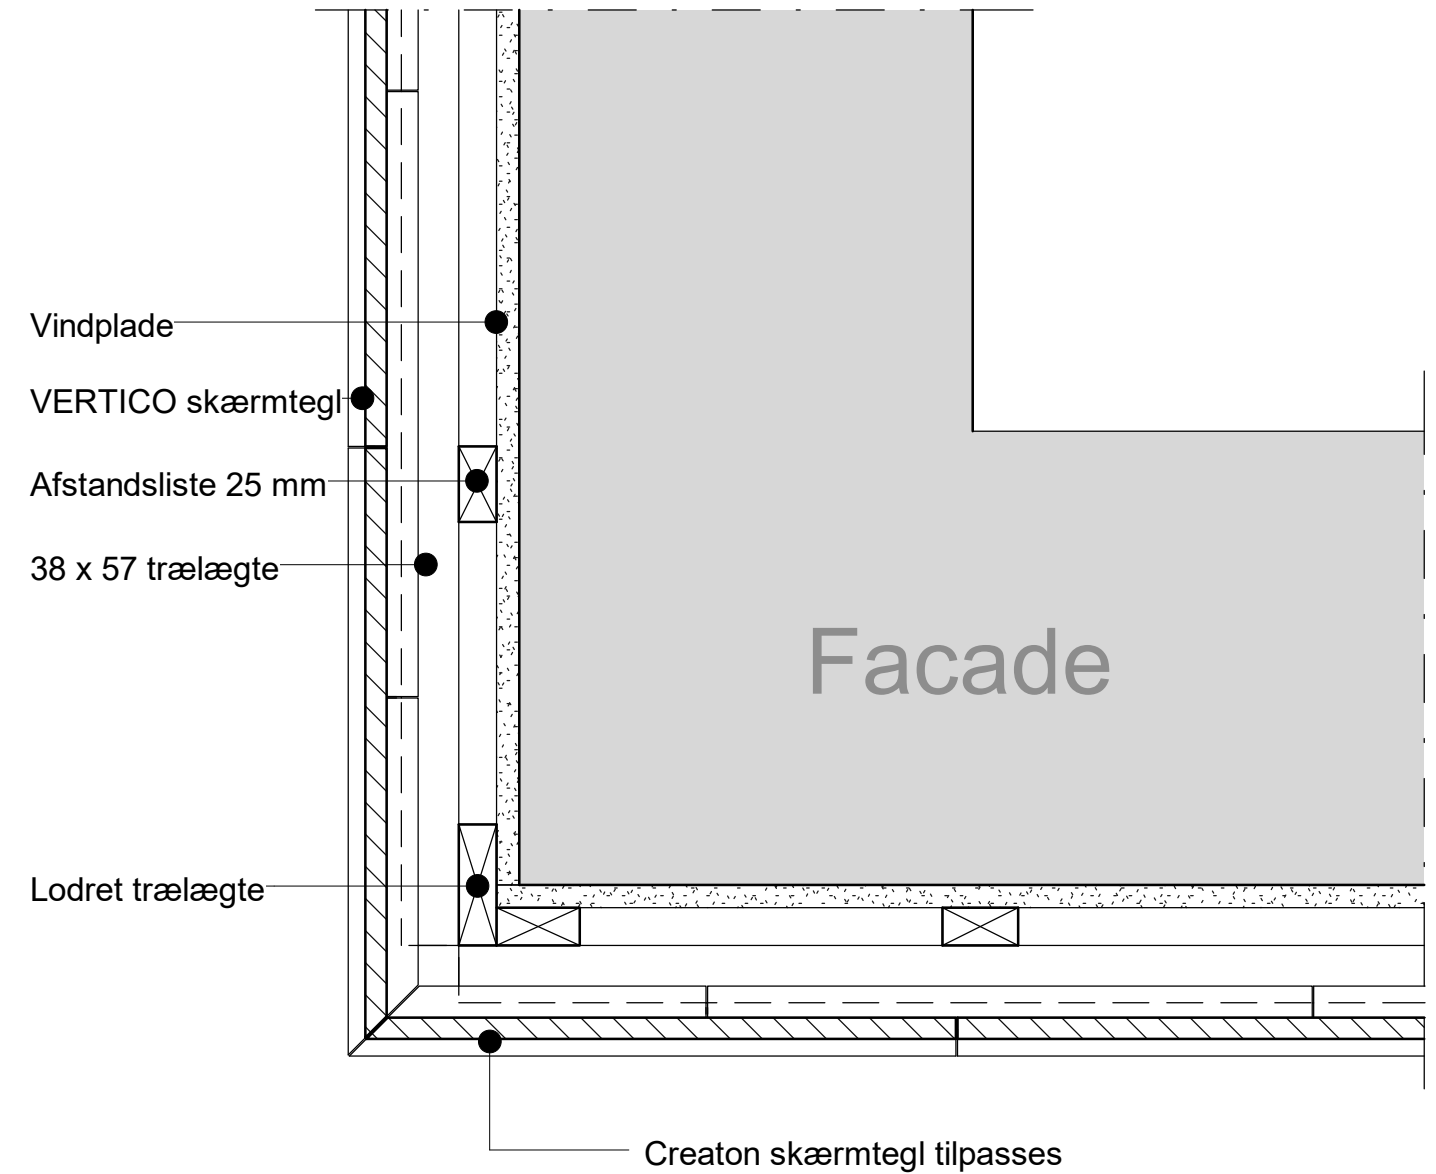 Vindplade
VERTICO skærmtegl
Afstandsliste 25 mm
38 x 57 trælægte
Facade
Lodret trælægte
Creaton skærmtegl tilpasses